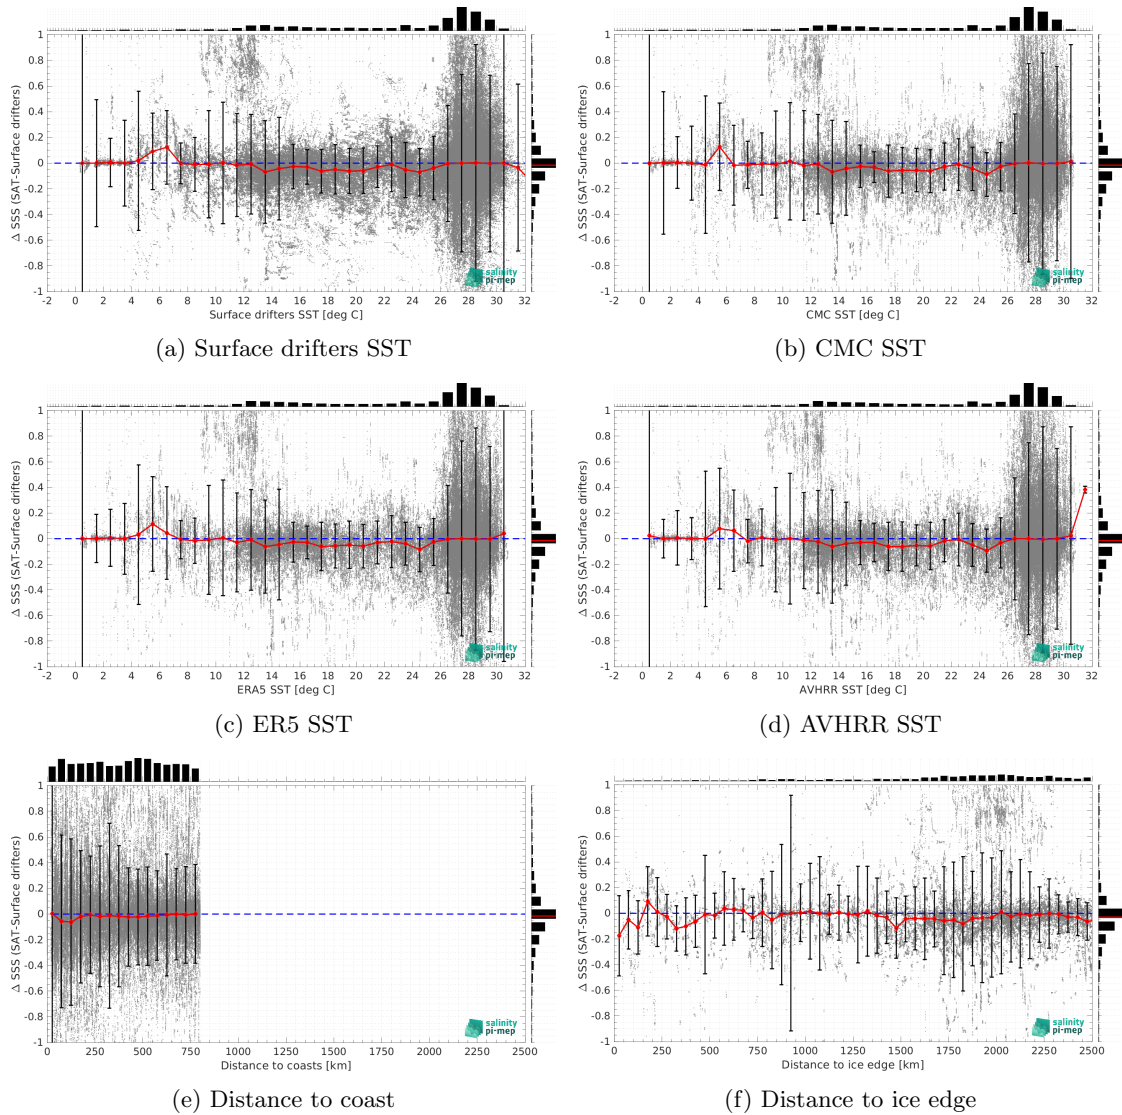 1
0.8
0.6
0.4
0.2
0
-0.2
-0.4
-0.6
-0.8
-1
Δ SSS (SAT-Surface drifters)
-2 0 2 4 6 8 10 12 14 16 18 20 22 24 26 28 30 32
Surface drifters SST [deg C]
salinity
pi-mep
(a) Surface drifters SST
1
0.8
0.6
0.4
0.2
0
-0.2
-0.4
-0.6
-0.8
-1
Δ SSS (SAT-Surface drifters)
-2 0 2 4 6 8 10 12 14 16 18 20 22 24 26 28 30 32
CMC SST [deg C]
salinity
pi-mep
(b) CMC SST
1
0.8
0.6
0.4
0.2
0
-0.2
-0.4
-0.6
-0.8
-1
Δ SSS (SAT-Surface drifters)
-2 0 2 4 6 8 10 12 14 16 18 20 22 24 26 28 30 32
ERA5 SST [deg C]
salinity
pi-mep
(c) ER5 SST
1
0.8
0.6
0.4
0.2
0
-0.2
-0.4
-0.6
-0.8
-1
Δ SSS (SAT-Surface drifters)
-2 0 2 4 6 8 10 12 14 16 18 20 22 24 26 28 30 32
AVHRR SST [deg C]
salinity
pi-mep
(d) AVHRR SST
1
0.8
0.6
0.4
0.2
0
-0.2
-0.4
-0.6
-0.8
-1
Δ SSS (SAT-Surface drifters)
0 250 500 750 1000 1250 1500 1750 2000 2250 2500
Distance to coasts [km]
salinity
pi-mep
(e) Distance to coast
1
0.8
0.6
0.4
0.2
0
-0.2
-0.4
-0.6
-0.8
-1
Δ SSS (SAT-Surface drifters)
0 250 500 750 1000 1250 1500 1750 2000 2250 2500
Distance to ice edge [km]
salinity
pi-mep
(f) Distance to ice edge